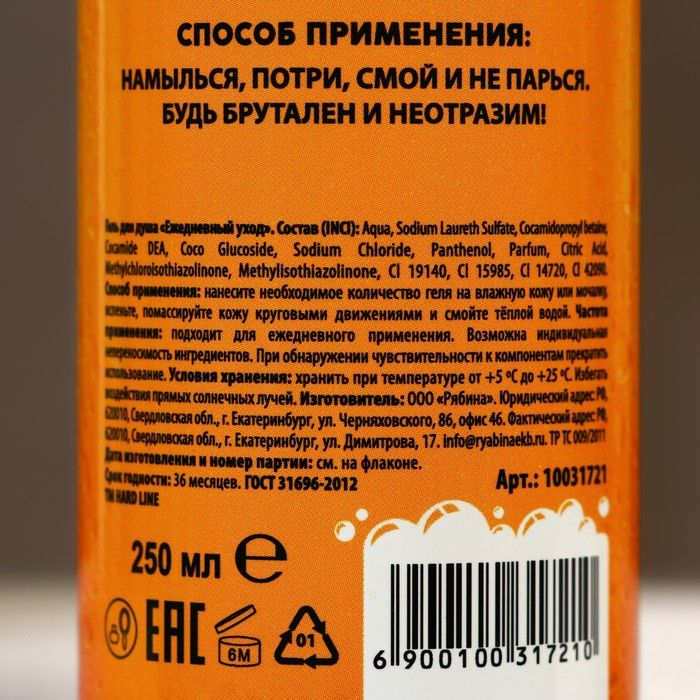 СПОСОБ ПРИМЕНЕНИЯ:
НАМЫЛЬСЯ, ПОТРИ, СМОЙ И НЕ ПАРЬСЯ.
БУДЬ БРУТАЛЕН И НЕОТРАЗИМ!
Гель для душа «Ежедневный уход». Состав (INCI): Aqua, Sodium Laureth Sulfate, Cocamidopropyl betaine,
Cocamide DEA, Coco Glucoside, Sodium Chloride, Panthenol, Parfum, Citric Acid,
Methylchloroisothiazolinone, Methylisothiazolinone, CI 19140, CI 15985, CI 14720, CI 42090.
Способ применения: нанесите необходимое количество геля на влажную кожу или мочалку,
вспеньте, помассируйте кожу круговыми движениями и смойте тёплой водой. Частота
применения: подходит для ежедневного применения. Возможна индивидуальная
непереносимость ингредиентов. При обнаружении чувствительности к компонентам прекратить
использование. Условия хранения: хранить при температуре от +5 ºС до +25 ºС. Избегать
воздействия прямых солнечных лучей. Изготовитель: ООО «Рябина». Юридический адрес: РФ,
620010, Свердловская обл., г. Екатеринбург, ул. Черняховского, 86, офис 46. Фактический адрес: РФ,
620010, Свердловская обл., г. Екатеринбург, ул. Димитрова, 17. info@ryabinaekb.ru. ТР ТС 009/2011
Дата изготовления и номер партии: см. на флаконе.
Срок годности: 36 месяцев. ГОСТ 31696-2012
Арт.: 10031721
TM HARD LINE
250 мл e
EAC
6M
01
6 900100 317210